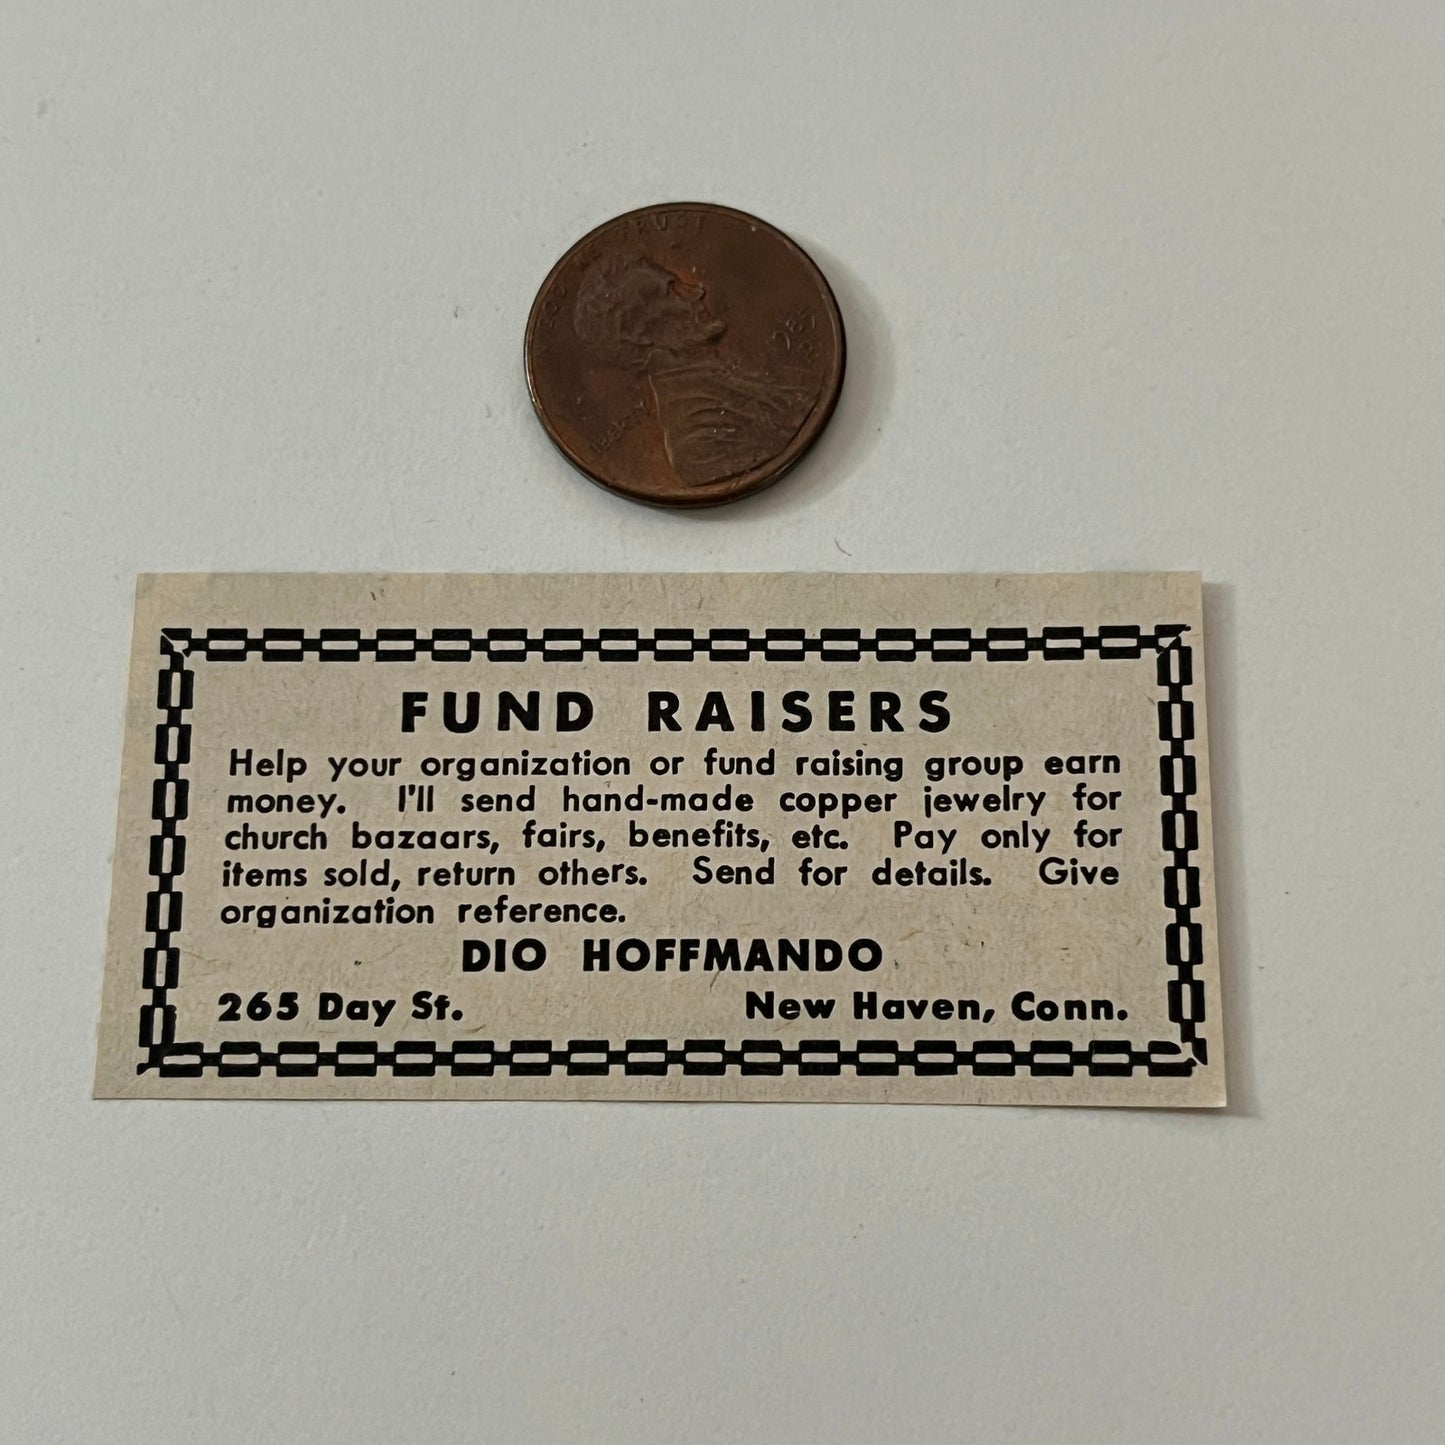 TRUST
LIBERTY
FUND RAISERS
Help your organization or fund raising group earn
money. I'll send hand-made copper jewelry for
church bazaars, fairs, benefits, etc. Pay only for
items sold, return others. Send for details. Give
organization reference.
DIO HOFFMANDO
265 Day St. New Haven, Conn.